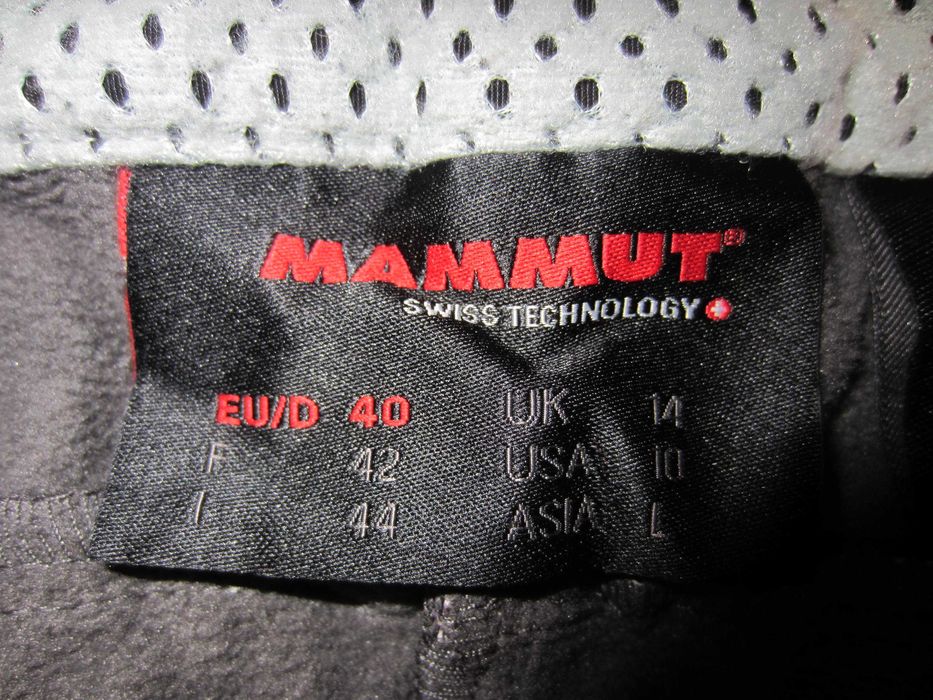 MAMMUT®
SWISS TECHNOLOGY
EU/D 40 UK 14
F 42 USA 10
I 44 ASIA L